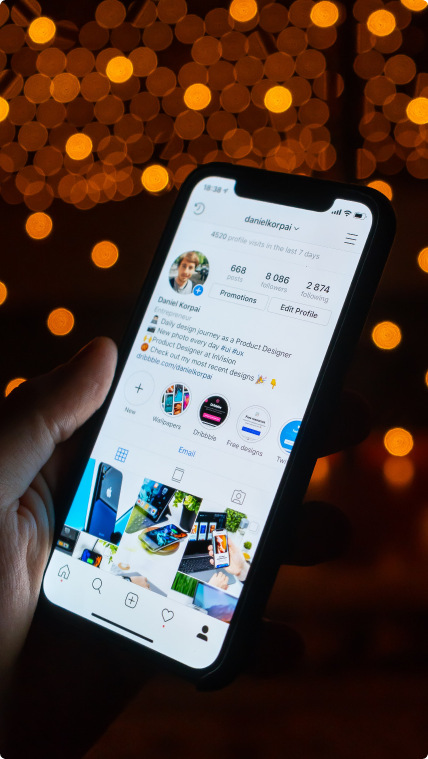 18:38
danielkorpai
4520 profile visits in the last 7 days
668 8 086 2 874
posts followers following
Promotions Edit Profile
Daniel Korpai
Entrepreneur
Daily design journey as a Product Designer
New photo every day #ui #ux
Product Designer at InVision
Check out my most recent designs
dribbble.com/danielkorpai
New Wallpapers Dribbble Free designs
Email